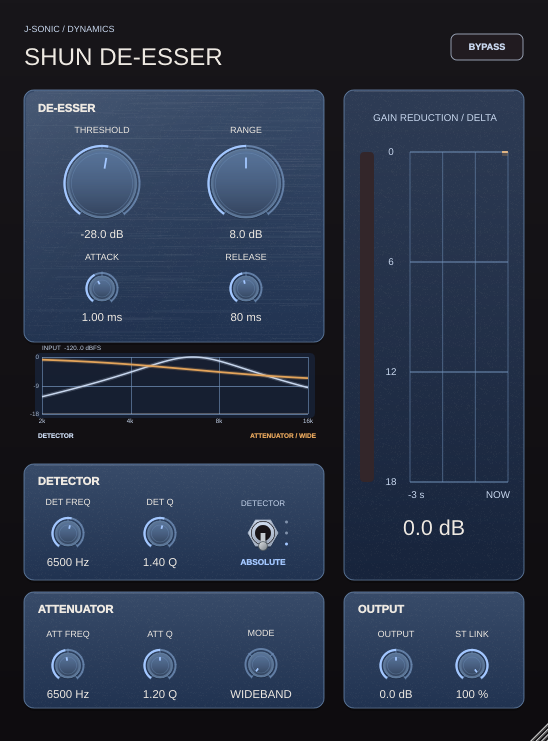 J-SONIC / DYNAMICS
SHUN DE-ESSER
BYPASS
DE-ESSER
THRESHOLD RANGE
-28.0 dB 8.0 dB
ATTACK RELEASE
1.00 ms 80 ms
INPUT -120.0 dBFS
0
-9
-18
2k 4k 8k 16k
DETECTOR ATTENUATOR / WIDE
GAIN REDUCTION / DELTA
0
6
12
18
-3 s NOW
0.0 dB
DETECTOR
DET FREQ DET Q DETECTOR
6500 Hz 1.40 Q ABSOLUTE
ATTENUATOR
ATT FREQ ATT Q MODE
6500 Hz 1.20 Q WIDEBAND
OUTPUT
OUTPUT ST LINK
0.0 dB 100 %